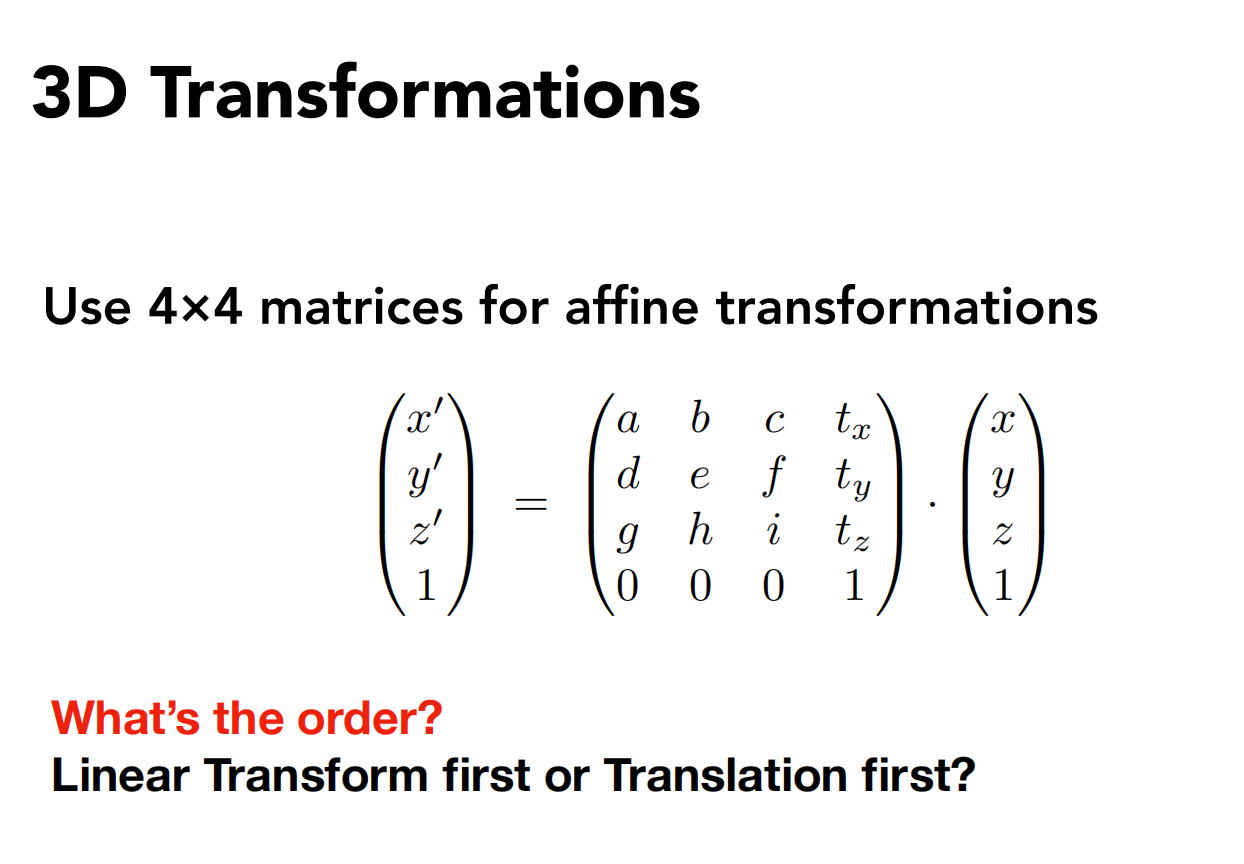 3D Transformations
Use 4×4 matrices for affine transformations
$$\begin{pmatrix} x' \\ y' \\ z' \\ 1 \end{pmatrix} = \begin{pmatrix} a & b & c & t_x \\ d & e & f & t_y \\ g & h & i & t_z \\ 0 & 0 & 0 & 1 \end{pmatrix} \cdot \begin{pmatrix} x \\ y \\ z \\ 1 \end{pmatrix}$$
What’s the order?
Linear Transform first or Translation first?